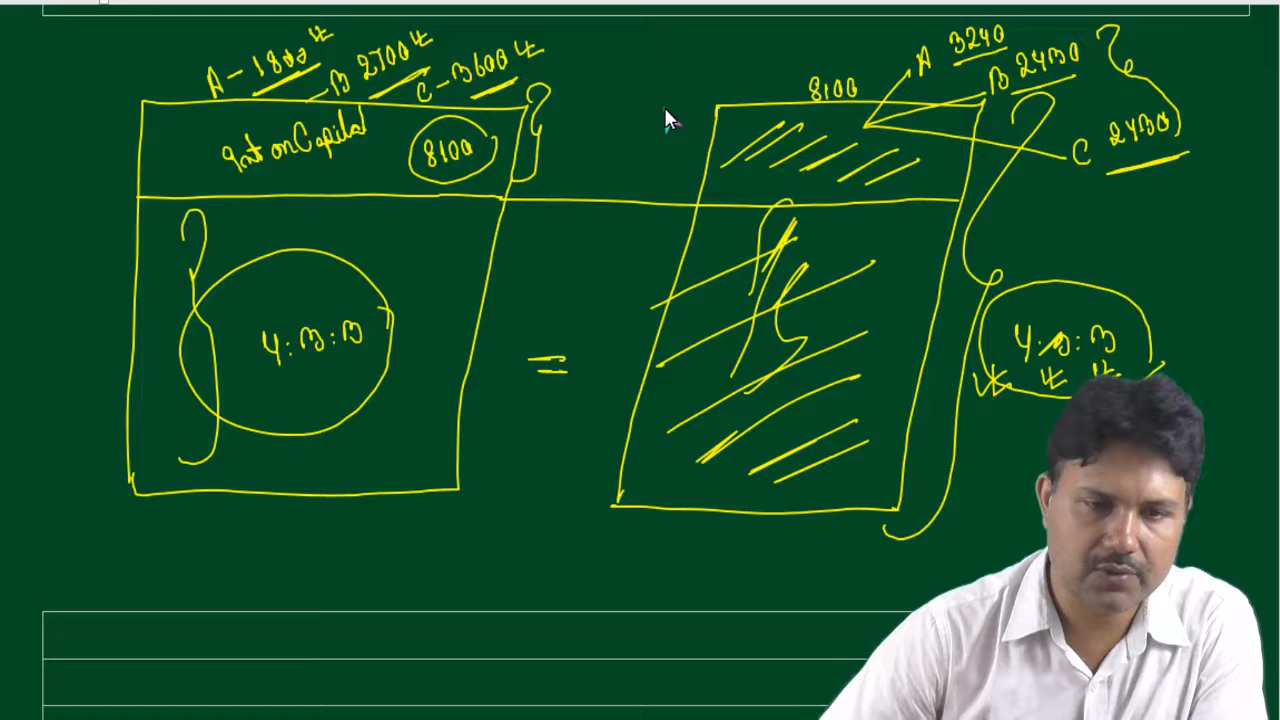 A - 1800 ✓
B 2700 ✓
C - 3600 ✓
Int on Capital
8100
4 : 3 : 3
=
8100
A 3240
B 2430
C 2430
4 : 3 : 3